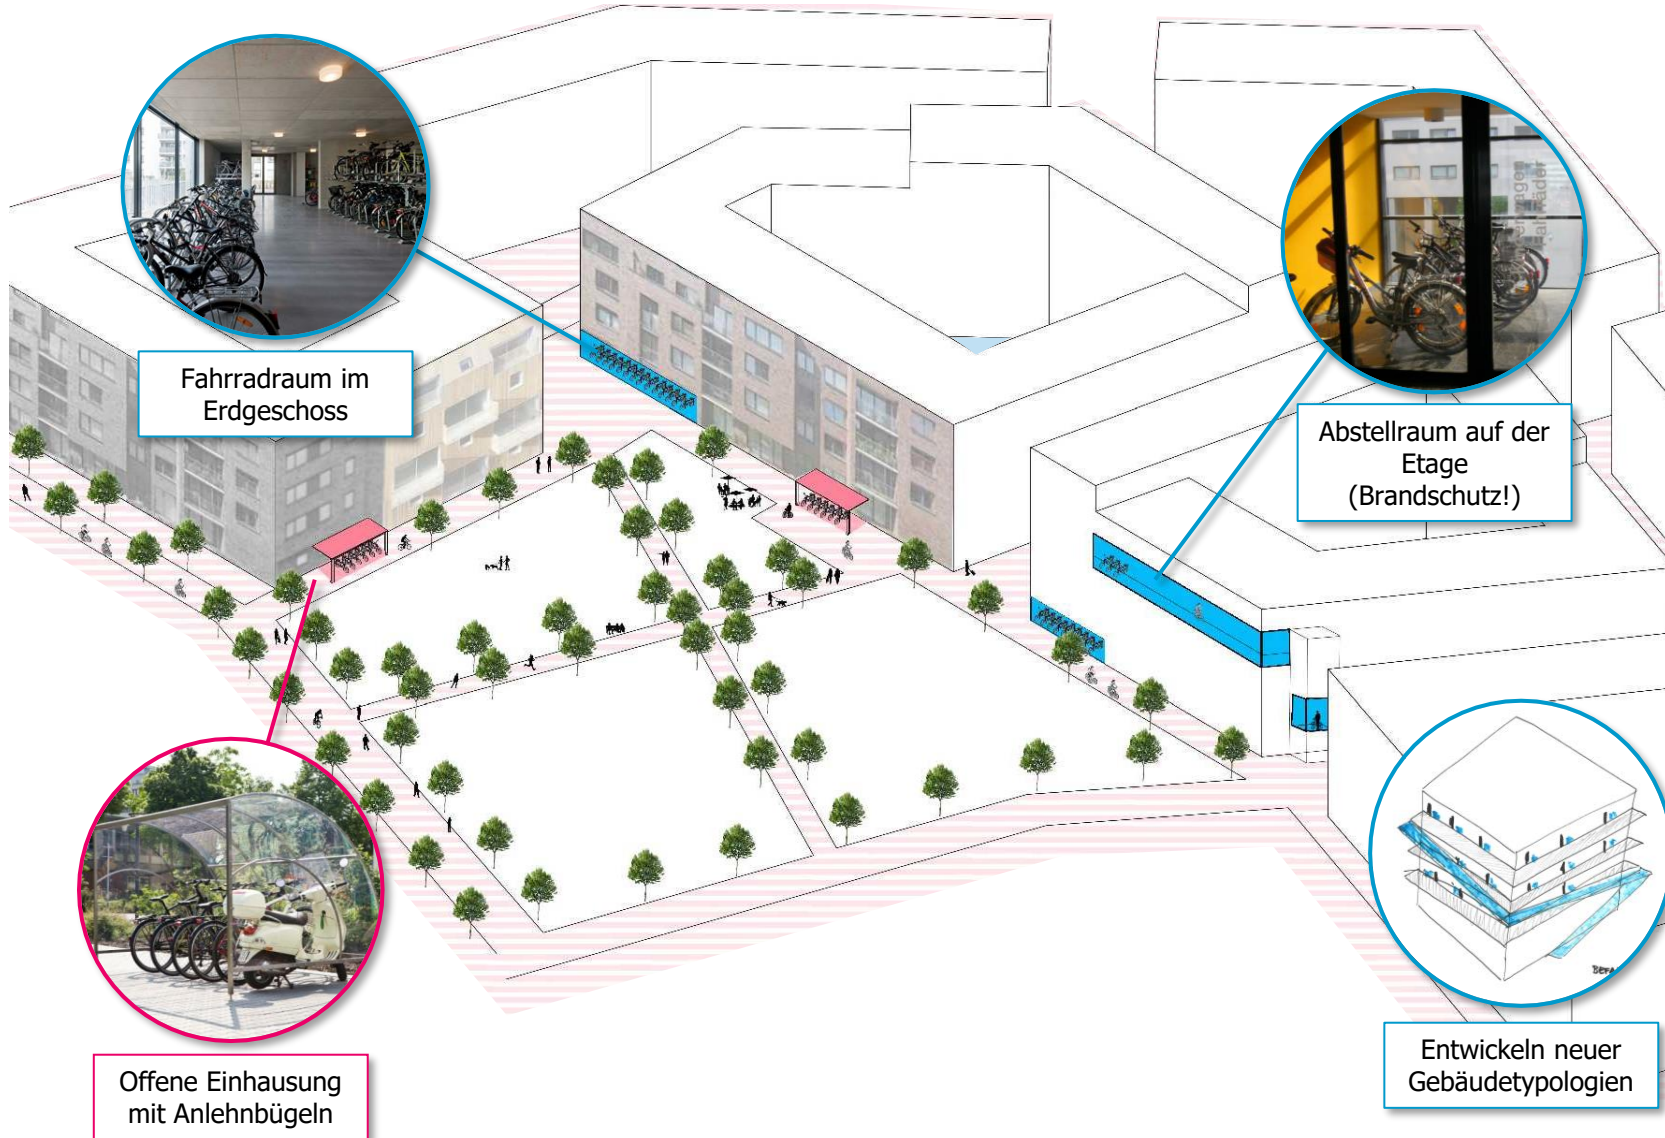 Fahrradraum im
Erdgeschoss
Abstellraum auf der
Etage
(Brandschutz!)
Offene Einhausung
mit Anlehnbügeln
Entwickeln neuer
Gebäudetypologien